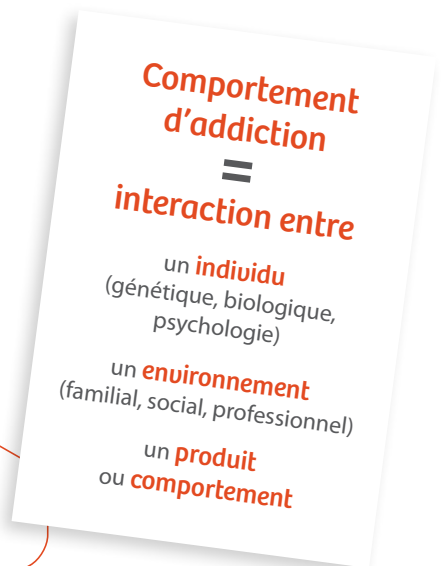 Comportement
d'addiction
=
interaction entre
un individu
(génétique, biologique,
psychologie)
un environnement
(familial, social, professionnel)
un produit
ou comportement